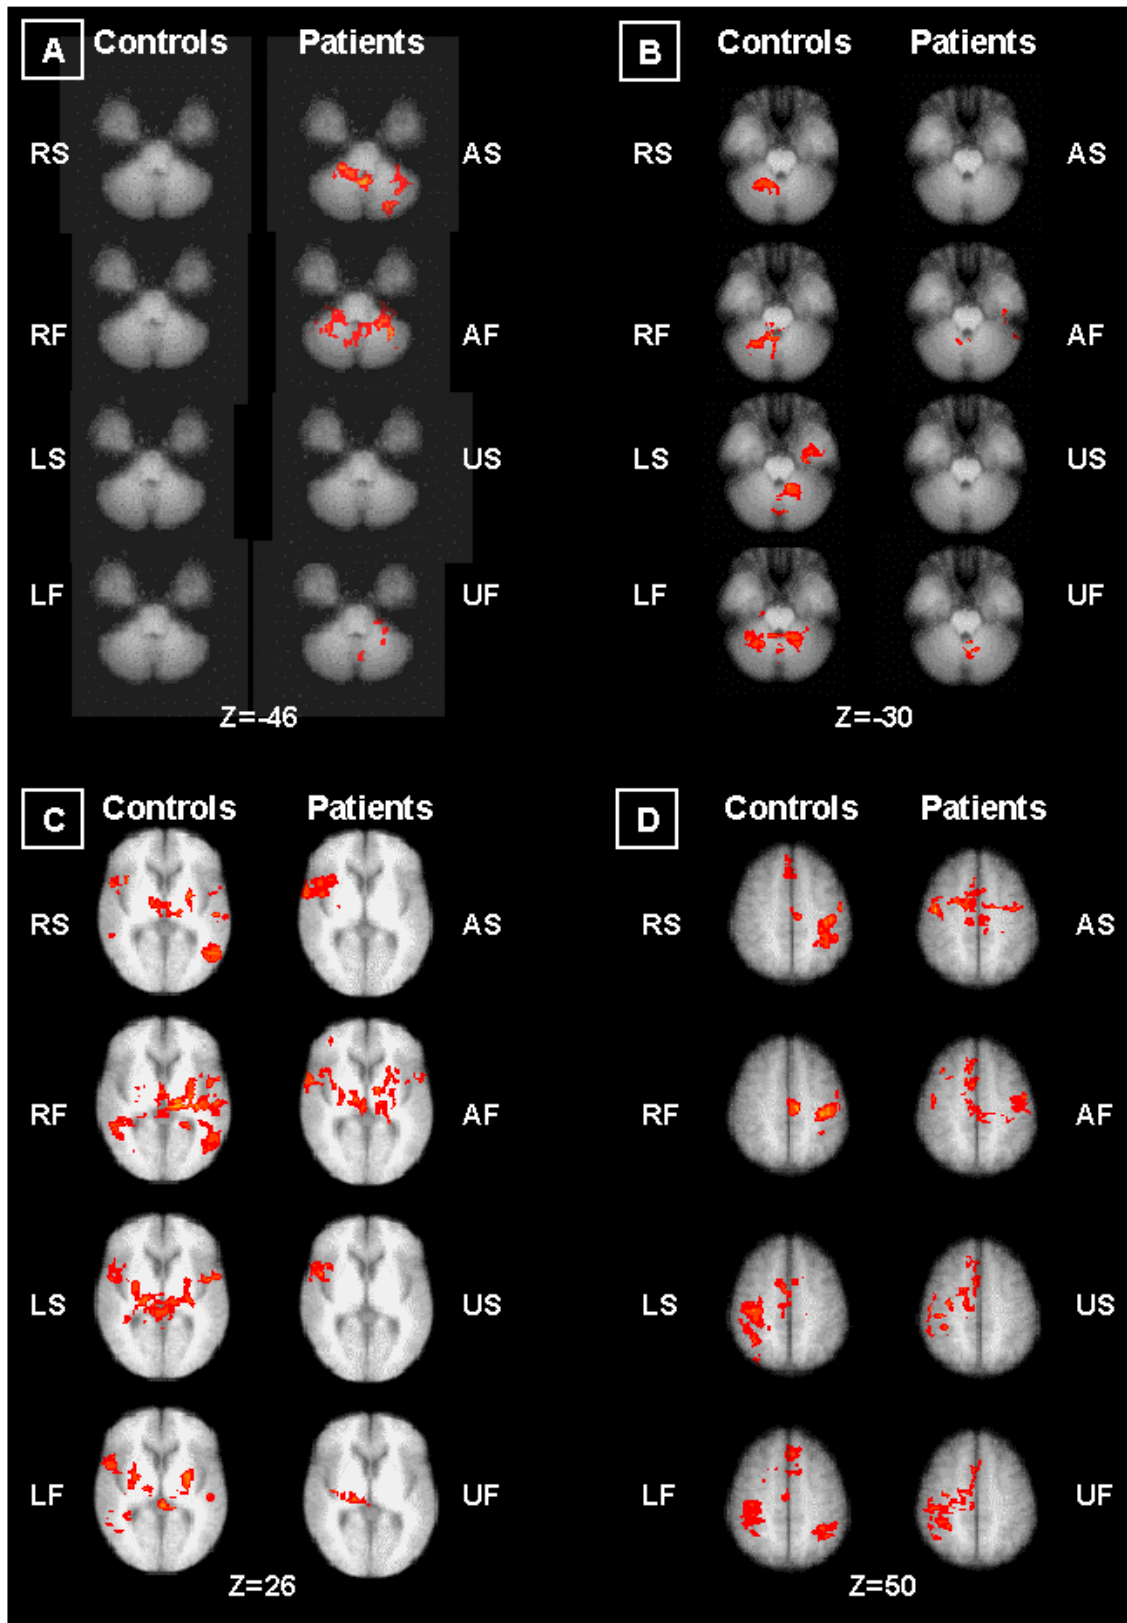 A Controls Patients
RS AS
RF AF
LS US
LF UF
Z=-46
B Controls Patients
RS AS
RF AF
LS US
LF UF
Z=-30
C Controls Patients
RS AS
RF AF
LS US
LF UF
Z=26
D Controls Patients
RS AS
RF AF
LS US
LF UF
Z=50